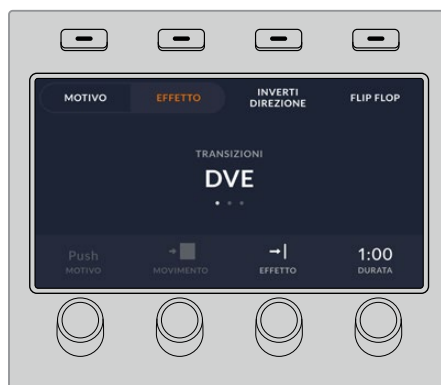 MOTIVO
EFFETTO
INVERTI
DIREZIONE
FLIP FLOP
TRANSIZIONI
DVE
Push
MOTIVO
MOVIMENTO
EFFETTO
1:00
DURATA